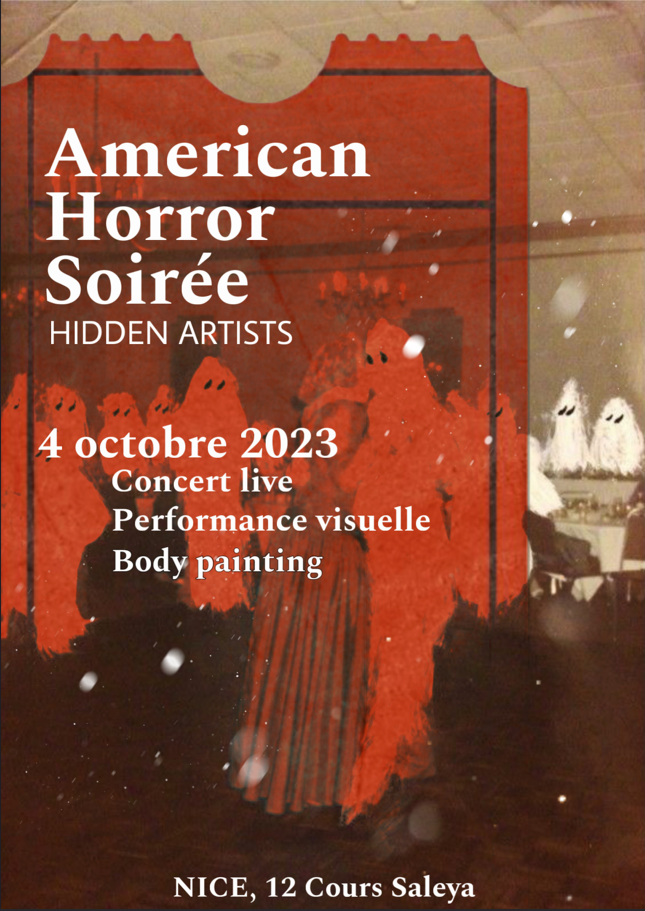 American
Horror
Soirée
HIDDEN ARTISTS
4 octobre 2023
Concert live
Performance visuelle
Body painting
NICE, 12 Cours Saleya